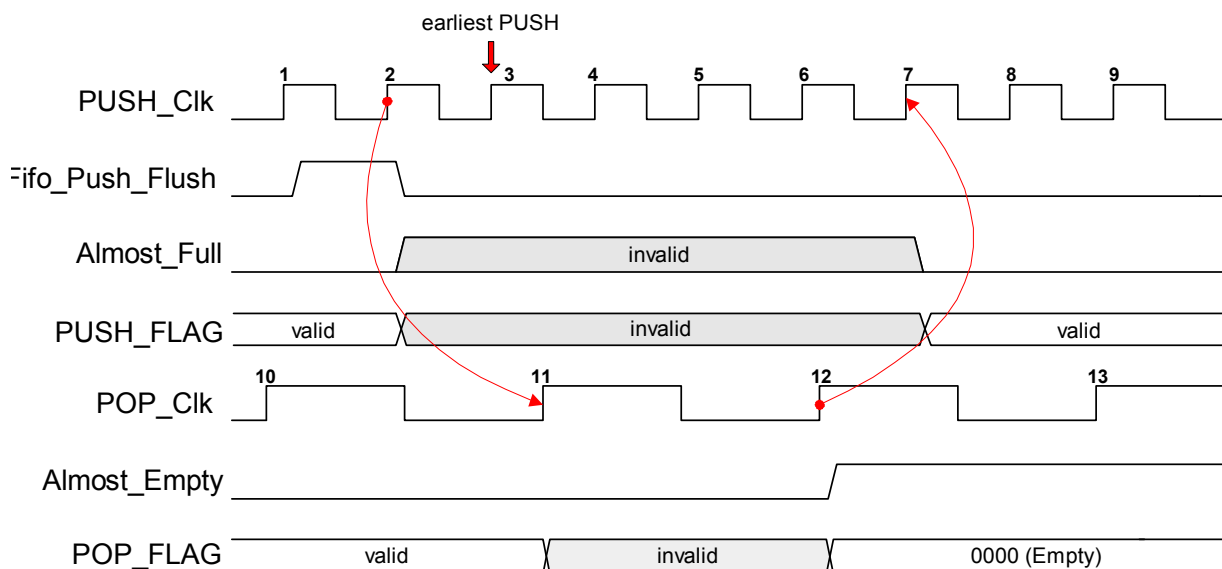 earliest PUSH
1 2 3 4 5 6 7 8 9
PUSH_Clk
Fifo_Push_Flush
Almost_Full invalid
PUSH_FLAG valid invalid valid
10 11 12 13
POP_Clk
Almost_Empty
POP_FLAG valid invalid 0000 (Empty)